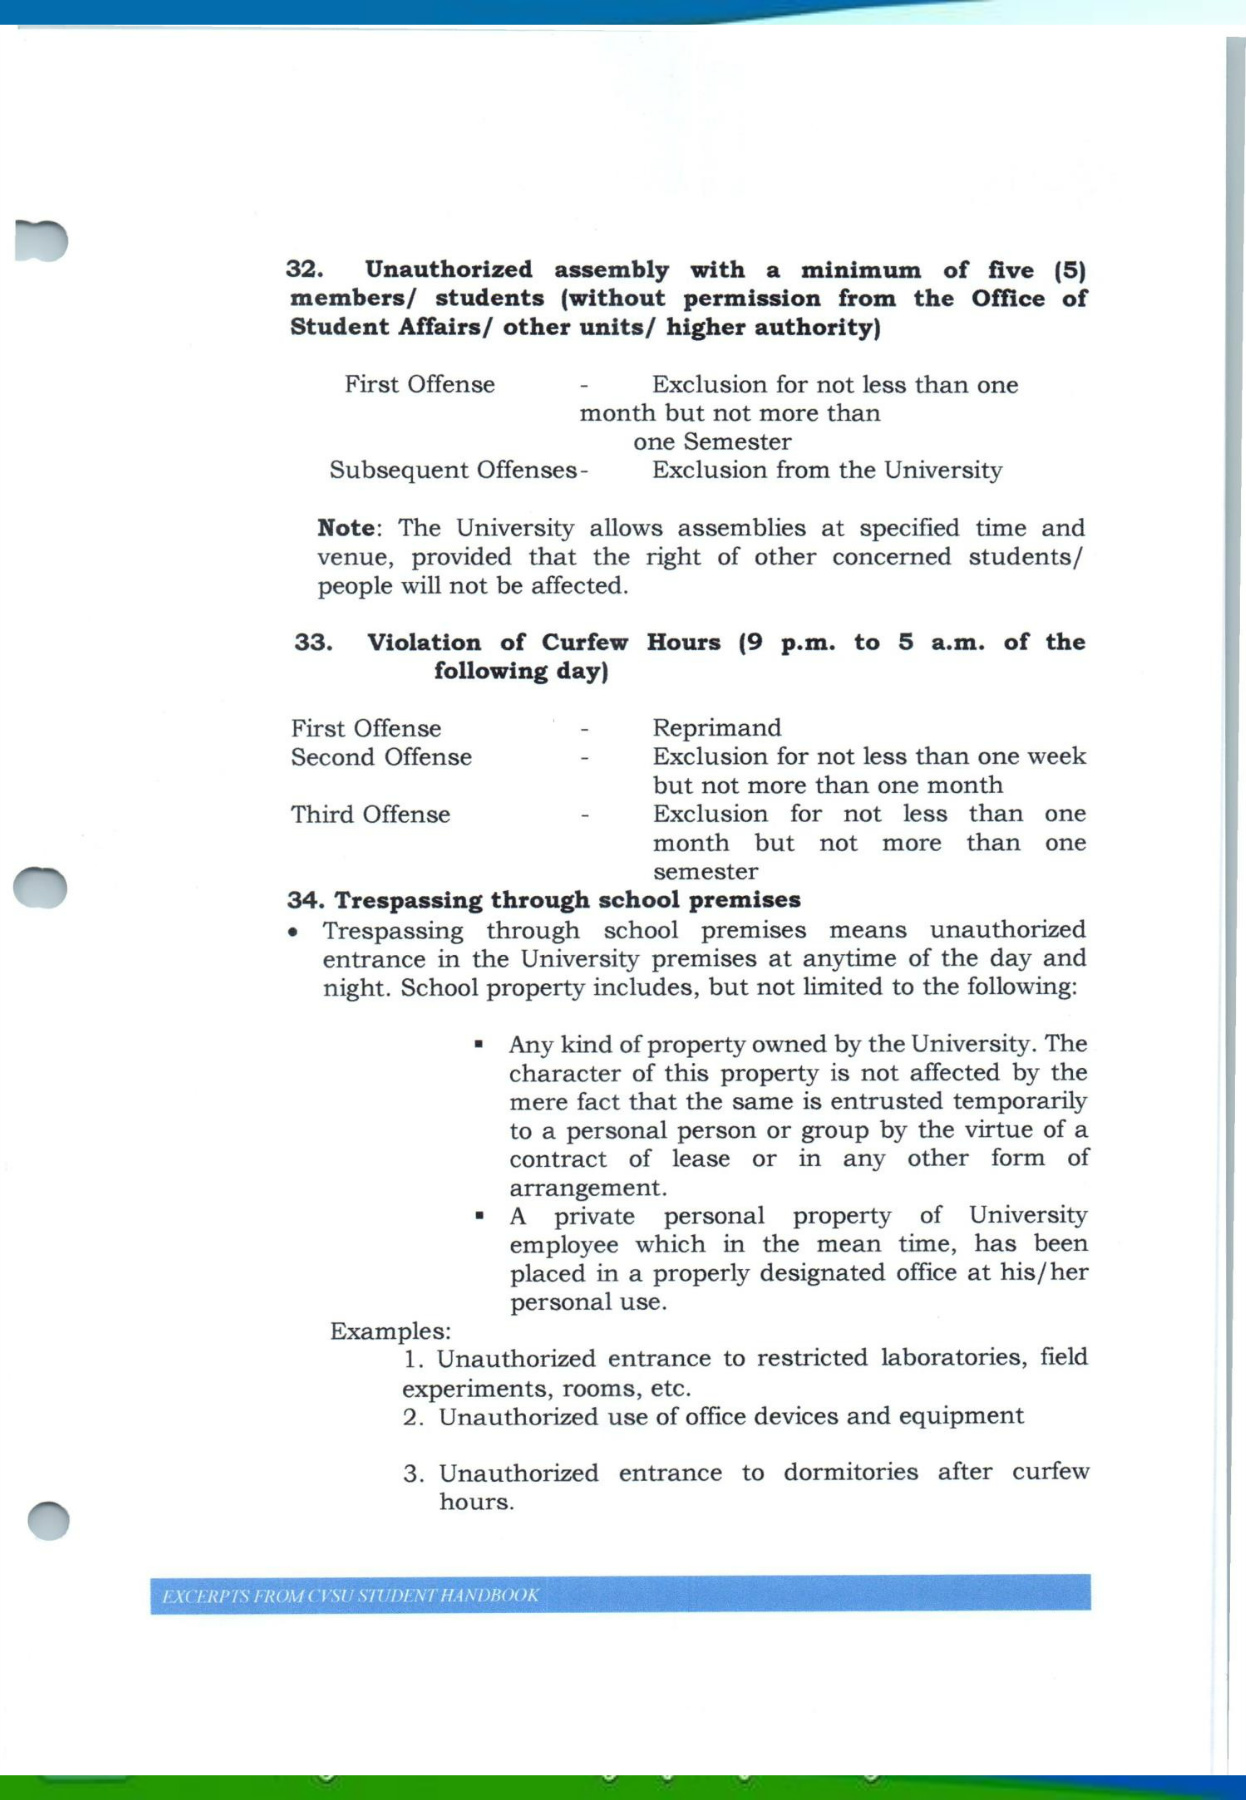 32. Unauthorized assembly with a minimum of five (5)
members/ students (without permission from the Office of
Student Affairs/ other units/ higher authority)
First Offense - Exclusion for not less than one
month but not more than
one Semester
Subsequent Offenses- Exclusion from the University
Note: The University allows assemblies at specified time and
venue, provided that the right of other concerned students/
people will not be affected.
33. Violation of Curfew Hours (9 p.m. to 5 a.m. of the
following day)
First Offense - Reprimand
Second Offense - Exclusion for not less than one week
but not more than one month
Third Offense - Exclusion for not less than one
month but not more than one
semester
34. Trespassing through school premises
• Trespassing through school premises means unauthorized
entrance in the University premises at anytime of the day and
night. School property includes, but not limited to the following:
▪ Any kind of property owned by the University. The
character of this property is not affected by the
mere fact that the same is entrusted temporarily
to a personal person or group by the virtue of a
contract of lease or in any other form of
arrangement.
▪ A private personal property of University
employee which in the mean time, has been
placed in a properly designated office at his/her
personal use.
Examples:
1. Unauthorized entrance to restricted laboratories, field
experiments, rooms, etc.
2. Unauthorized use of office devices and equipment
3. Unauthorized entrance to dormitories after curfew
hours.
EXCERPTS FROM CVSU STUDENT HANDBOOK